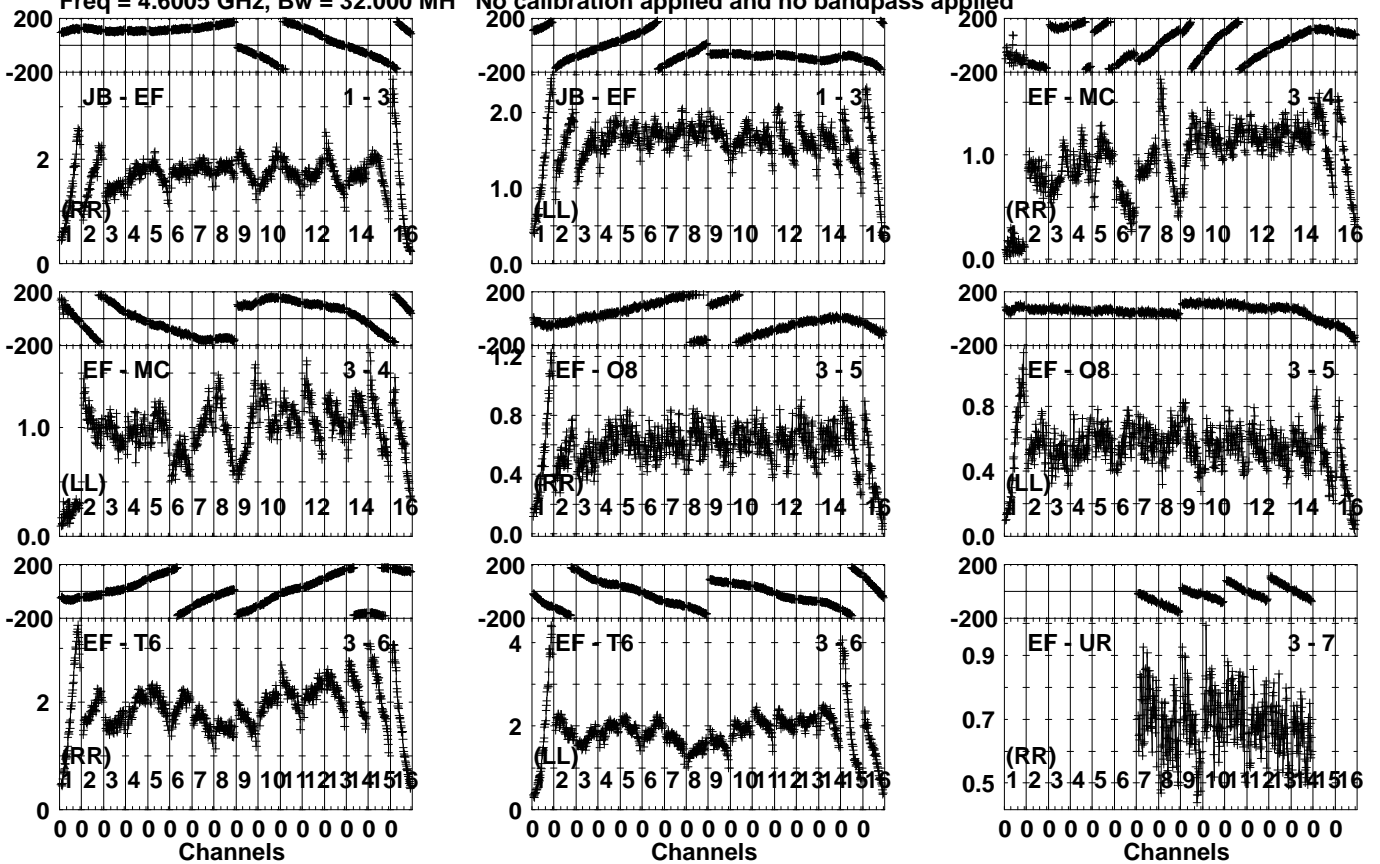 Freq = 4.6005 GHz, Bw = 32.000 MH No calibration applied and no bandpass applied
200
-200
JB - EF 1 - 3
2
(RR)
1 2 3 4 5 6 7 8 9 10 12 14 16
0
200
-200
JB - EF 1 - 3
2.0
1.0
(LL)
1 2 3 4 5 6 7 8 9 10 12 14 16
0.0
200
-200
EF - MC 3 - 4
1.0
(RR)
1 2 3 4 5 6 7 8 9 10 12 14 16
0.0
200
-200
EF - MC 3 - 4
1.0
(LL)
2 3 4 5 6 7 8 9 10 12 14 16
0.0
200
-200
1.2
EF - O8 3 - 5
0.8
0.4
(RR)
2 3 4 5 6 7 8 9 10 12 14 16
0.0
200
-200
EF - O8 3 - 5
0.8
0.4
(LL)
1 2 3 4 5 6 7 8 9 10 12 14 16
0.0
200
-200
EF - T6 3 - 6
2
(RR)
1 2 3 4 5 6 7 8 9 10 11 12 13 14 15 16
0
0 0 0 0 0 0 0 0 0 0 0 0 0 0 0 0
Channels
200
-200
4
EF - T6 3 - 6
2
(LL)
1 2 3 4 5 6 7 8 9 10 11 12 13 14 15 16
0
0 0 0 0 0 0 0 0 0 0 0 0 0 0 0 0
Channels
200
-200
EF - UR 3 - 7
0.9
0.7
(RR)
0.5
1 2 3 4 5 6 7 8 9 10 11 12 13 14 15 16
0 0 0 0 0 0 0 0 0 0 0 0 0 0 0 0
Channels